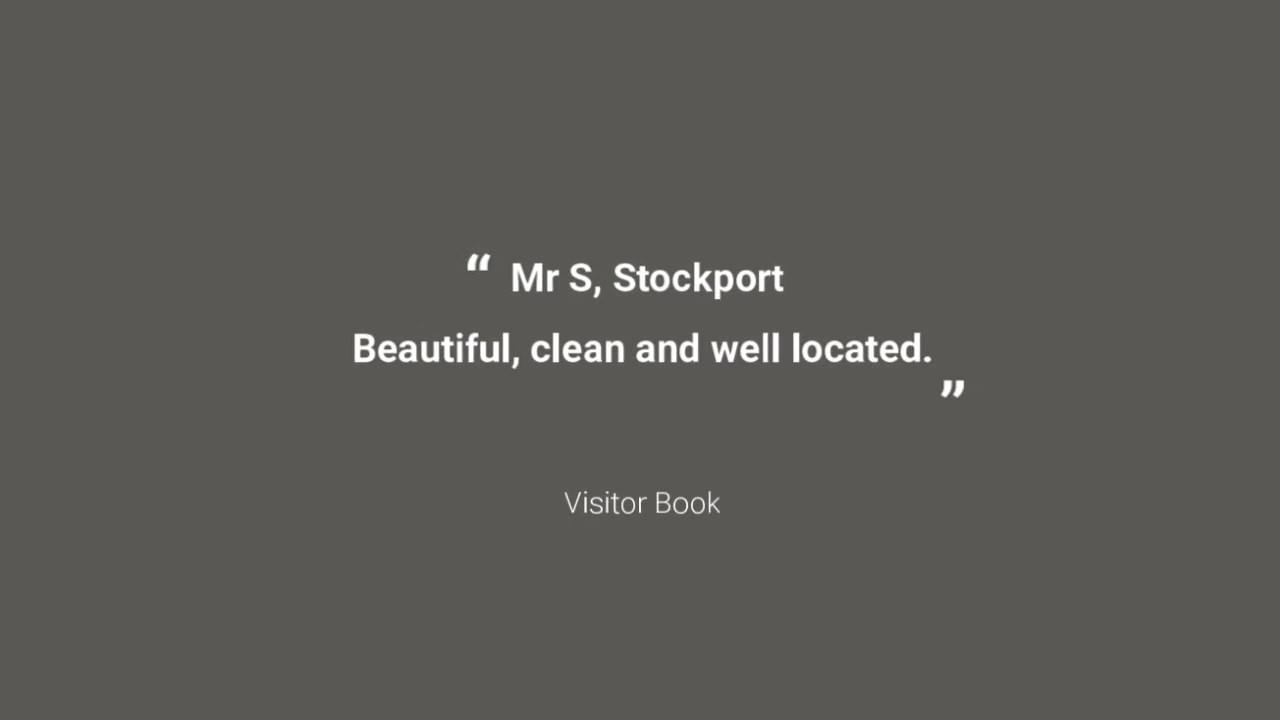 “ Mr S, Stockport
Beautiful, clean and well located.
”
Visitor Book